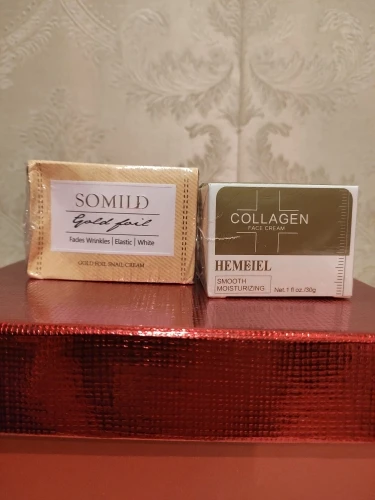 SOMILD
Gold foil
Fades Wrinkles | Elastic | White
GOLD FOIL SNAIL CREAM
COLLAGEN
FACE CREAM
HEMEIEL
SMOOTH
MOISTURIZING
Net.1 fl oz./30g